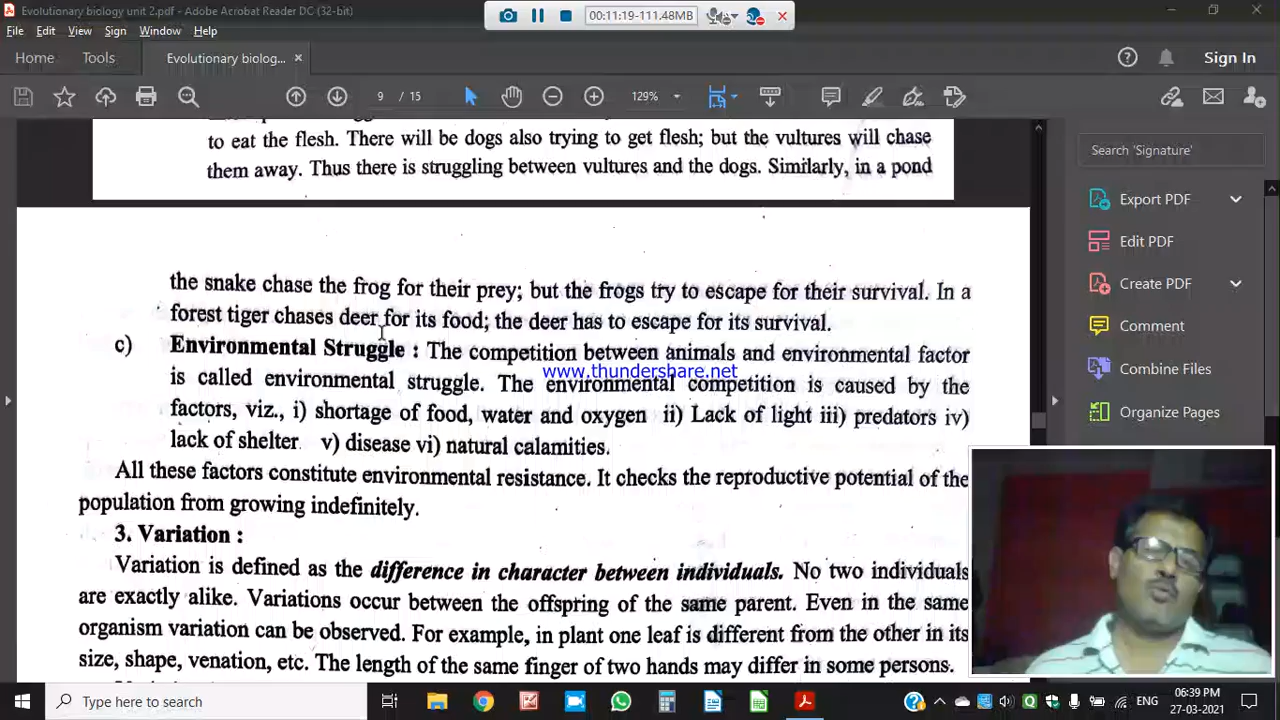 Evolutionary biology unit 2.pdf - Adobe Acrobat Reader DC (32-bit)
00:11:19-111.48MB
File Edit View Sign Window Help
Home Tools Evolutionary biolog... × Sign In
9 / 15 129%
to eat the flesh. There will be dogs also trying to get flesh; but the vultures will chase
them away. Thus there is struggling between vultures and the dogs. Similarly, in a pond
the snake chase the frog for their prey; but the frogs try to escape for their survival. In a
forest tiger chases deer for its food; the deer has to escape for its survival.
c) Environmental Struggle : The competition between animals and environmental factor
www.thundershare.net
is called environmental struggle. The environmental competition is caused by the
factors, viz., i) shortage of food, water and oxygen ii) Lack of light iii) predators iv)
lack of shelter v) disease vi) natural calamities.
All these factors constitute environmental resistance. It checks the reproductive potential of the
population from growing indefinitely.
3. Variation :
Variation is defined as the difference in character between individuals. No two individuals
are exactly alike. Variations occur between the offspring of the same parent. Even in the same
organism variation can be observed. For example, in plant one leaf is different from the other in its
size, shape, venation, etc. The length of the same finger of two hands may differ in some persons.
Search 'Signature'
Export PDF
Edit PDF
Create PDF
Comment
Combine Files
Organize Pages
Type here to search
ENG
06:39 PM
27-03-2021